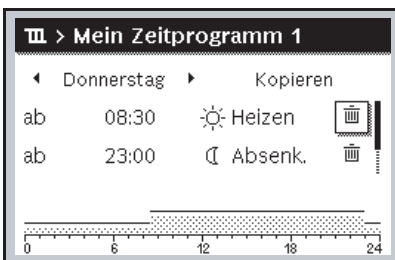 > Mein Zeitprogramm 1
Donnerstag Kopieren
ab 08:30 Heizen
ab 23:00 Absenk.
0 6 12 18 24